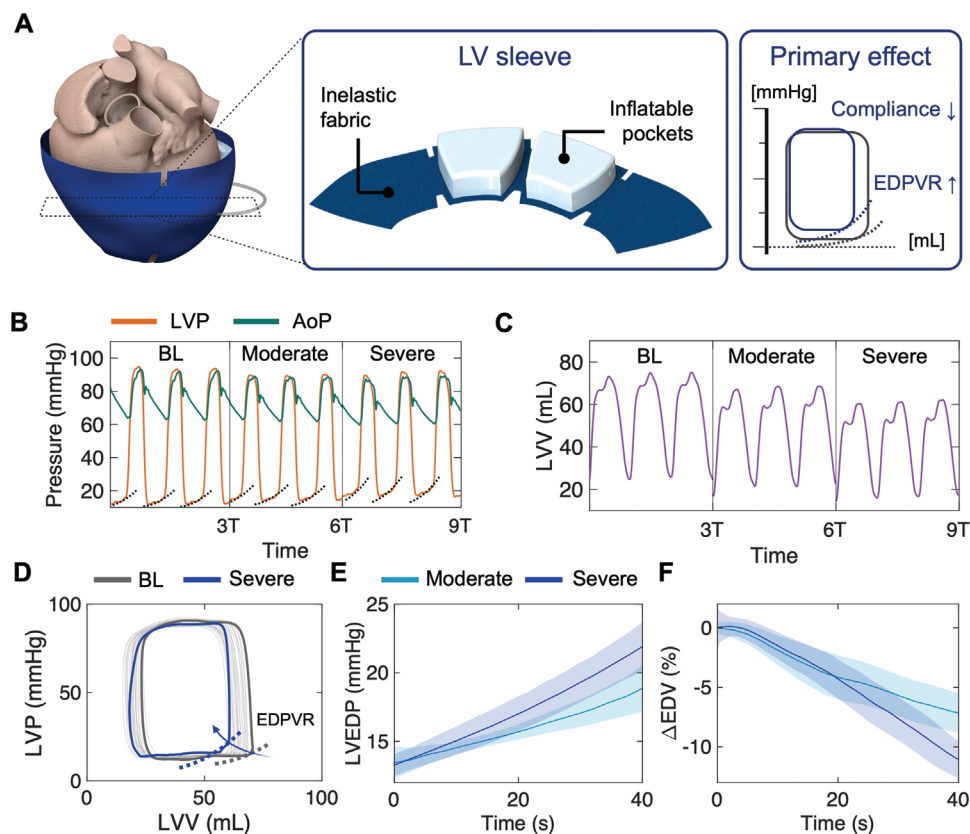 A
LV sleeve
Inelastic
fabric
Inflatable
pockets
Primary effect
[mmHg]
Compliance ↓
EDPVR ↑
[mL]
B
LVP AoP
BL Moderate Severe
Pressure (mmHg)
100
80
60
40
20
3T 6T 9T
Time
C
BL Moderate Severe
LVV (mL)
80
60
40
20
3T 6T 9T
Time
D
BL Severe
LVP (mmHg)
100
50
0
EDPVR
0 50 100
LVV (mL)
E
Moderate Severe
LVEDP (mmHg)
25
20
15
0 20 40
Time (s)
F
ΔEDV (%)
0
-5
-10
0 20 40
Time (s)